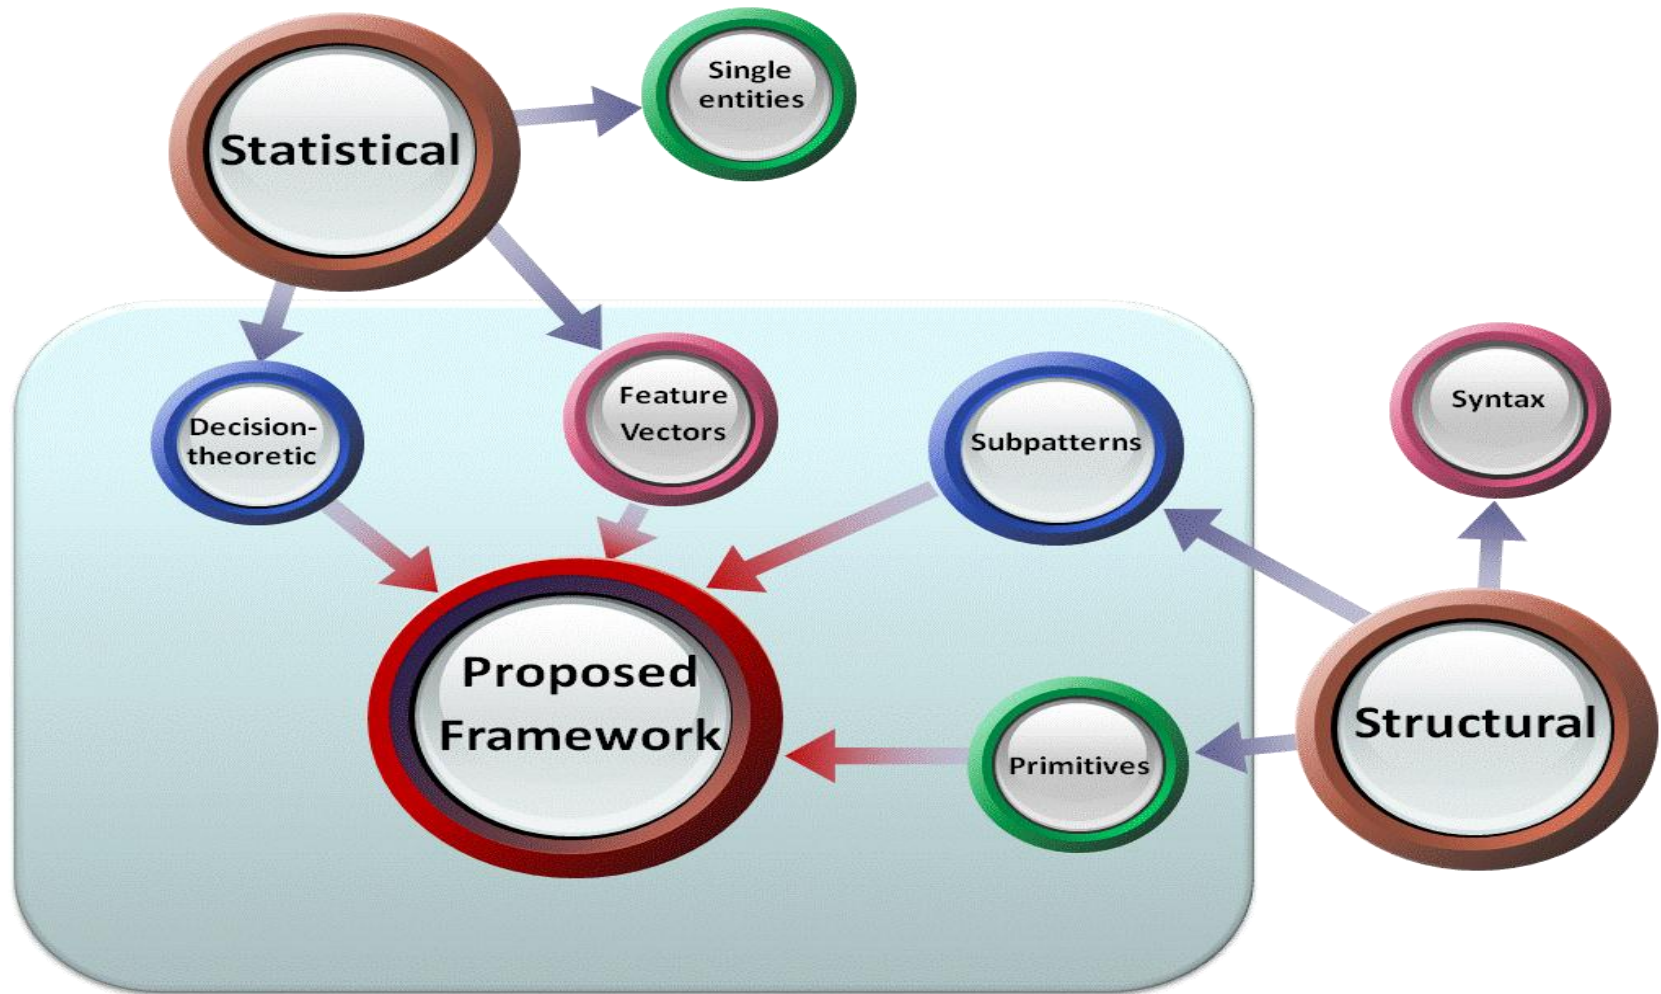 Single
entities
Statistical
Decision-
theoretic
Feature
Vectors
Subpatterns
Syntax
Proposed
Framework
Primitives
Structural